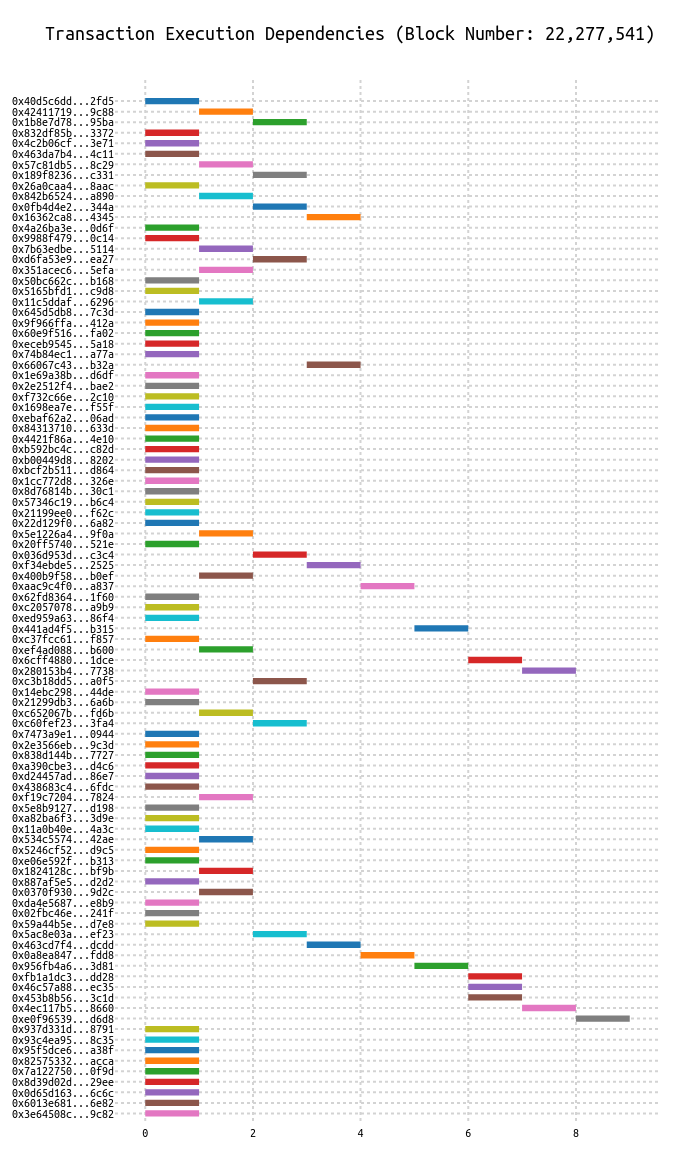 Transaction Execution Dependencies (Block Number: 22,277,541)
0x40d5c6dd...2fd5
0x42411719...9c88
0x1b8e7d78...95ba
0x832df85b...3372
0x4c2b06cf...3e71
0x463da7b4...4c11
0x57c81db5...8c29
0x189f8236...c331
0x26a0caa4...8aac
0x842b6524...a890
0x0fb4d4e2...344a
0x16362ca8...4345
0x4a26ba3e...0d6f
0x9988f479...0c14
0x7b63edbe...5114
0xd6fa53e9...ea27
0x351acec6...5efa
0x50bc662c...b168
0x5165bfd1...c9d8
0x11c5ddaf...6296
0x645d5db8...7c3d
0x9f966ffa...412a
0x60e9f516...fa02
0xeceb9545...5a18
0x74b84ec1...a77a
0x66067c43...b32a
0x1e69a38b...d6df
0x2e2512f4...bae2
0xf732c66e...2c10
0x1698ea7e...f55f
0xebaf62a2...06ad
0x84313710...633d
0x4421f86a...4e10
0xb592bc4c...c82d
0xb00449d8...8202
0xbcf2b511...d864
0x1cc772d8...326e
0x8d76814b...30c1
0x57346c19...b6c4
0x21199ee0...f62c
0x22d129f0...6a82
0x5e1226a4...9f0a
0x20ff5740...521e
0x036d953d...c3c4
0xf34ebde5...2525
0x400b9f58...b0ef
0xaac9c4f0...a837
0x62fd8364...1f60
0xc2057078...a9b9
0xed959a63...86f4
0x441ad4f5...b315
0xc37fcc61...f857
0xef4ad088...b600
0x6cff4880...1dce
0x280153b4...7738
0xc3b18dd5...a0f5
0x14ebc298...44de
0x21299db3...6a6b
0xc652067b...fd6b
0xc60fef23...3fa4
0x7473a9e1...0944
0x2e3566eb...9c3d
0x838d144b...7727
0xa390cbe3...d4c6
0xd24457ad...86e7
0x438683c4...6fdc
0xf19c7204...7824
0x5e8b9127...d198
0xa82ba6f3...3d9e
0x11a0b40e...4a3c
0x534c5574...42ae
0x5246cf52...d9c5
0xe06e592f...b313
0x1824128c...bf9b
0x887af5e5...d2d2
0x0370f930...9d2c
0xda4e5687...e8b9
0x02fbc46e...241f
0x59a44b5e...d7e8
0x5ac8e03a...ef23
0x463cd7f4...dcdd
0x0a8ea847...fdd8
0x956fb4a6...3d81
0xfb1a1dc3...dd28
0x46c57a88...ec35
0x453b8b56...3c1d
0x4ec117b5...8660
0xe0f96539...d6d8
0x937d331d...8791
0x93c4ea95...8c35
0x95f5dce6...a38f
0x82575332...acca
0x7a122750...0f9d
0x8d39d02d...29ee
0x0d65d163...6c6c
0x6013e681...6e82
0x3e64508c...9c82
0 2 4 6 8